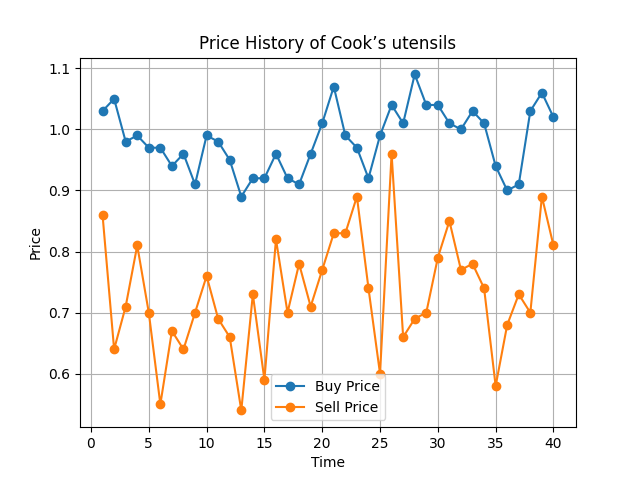 Price History of Cook’s utensils
1.1
1.0
0.9
0.8
0.7
0.6
Price
Buy Price
Sell Price
0 5 10 15 20 25 30 35 40
Time